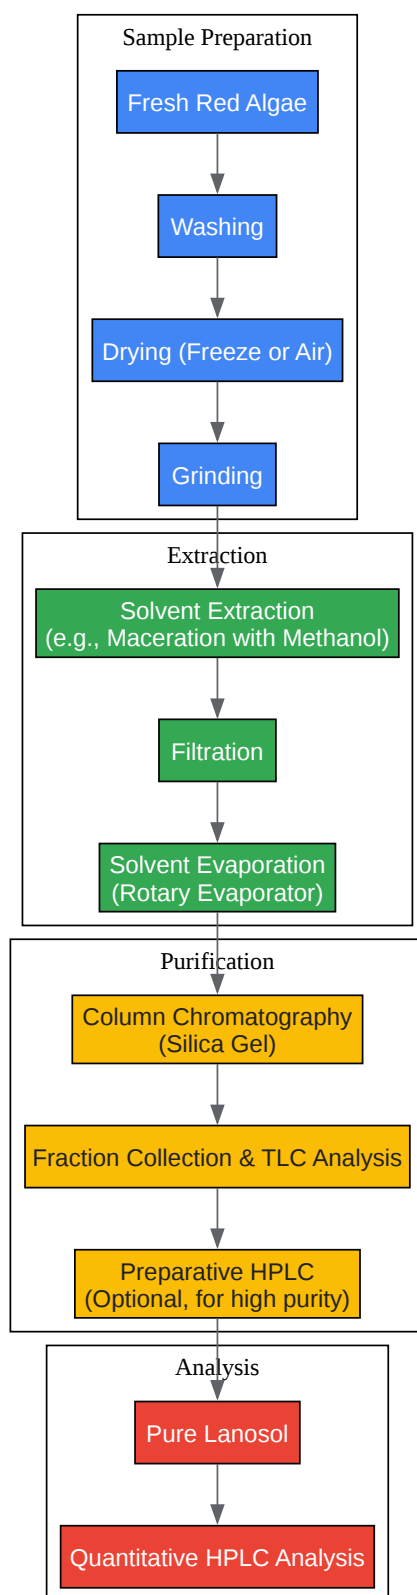 Sample Preparation
Fresh Red Algae
Washing
Drying (Freeze or Air)
Grinding
Extraction
Solvent Extraction
(e.g., Maceration with Methanol)
Filtration
Solvent Evaporation
(Rotary Evaporator)
Purification
Column Chromatography
(Silica Gel)
Fraction Collection & TLC Analysis
Preparative HPLC
(Optional, for high purity)
Analysis
Pure Lanosol
Quantitative HPLC Analysis